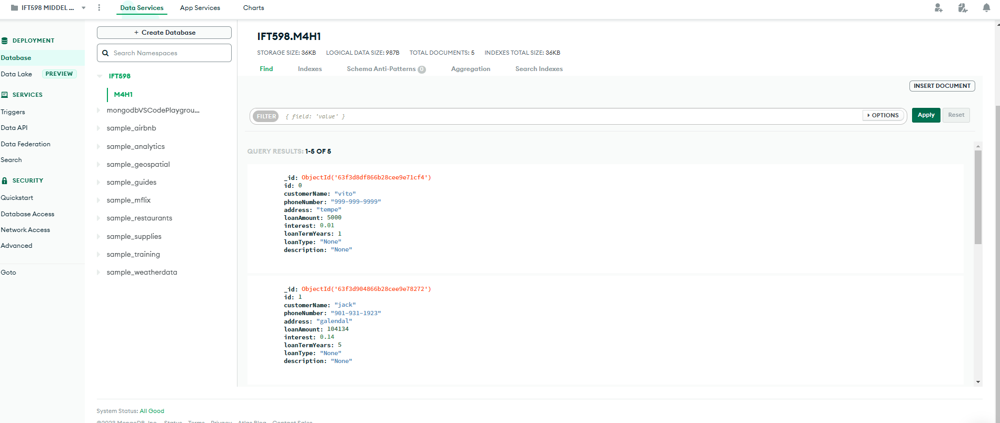 IFT598 MIDDEL ...
Data Services
App Services
Charts
DEPLOYMENT
Database
Data Lake PREVIEW
SERVICES
Triggers
Data API
Data Federation
Search
SECURITY
Quickstart
Database Access
Network Access
Advanced
Goto
+ Create Database
Search Namespaces
IFT598
M4H1
mongodbVSCodePlaygrou...
sample_airbnb
sample_analytics
sample_geospatial
sample_guides
sample_mflix
sample_restaurants
sample_supplies
sample_training
sample_weatherdata
IFT598.M4H1
STORAGE SIZE: 36KB LOGICAL DATA SIZE: 987B TOTAL DOCUMENTS: 5 INDEXES TOTAL SIZE: 36KB
Find Indexes Schema Anti-Patterns 0 Aggregation Search Indexes
INSERT DOCUMENT
FILTER { field: 'value' } OPTIONS Apply Reset
QUERY RESULTS: 1-5 OF 5
_id: ObjectId('63f3d8df866b28cee9e71cf4')
id: 0
customerName: "vito"
phoneNumber: "999-999-9999"
address: "tempe"
loanAmount: 5000
interest: 0.01
loanTermYears: 1
loanType: "None"
description: "None"
_id: ObjectId('63f3d904866b28cee9e78272')
id: 1
customerName: "jack"
phoneNumber: "901-931-1923"
address: "galendal"
loanAmount: 104134
interest: 0.14
loanTermYears: 5
loanType: "None"
description: "None"
System Status: All Good
©2023 MongoDB, Inc. Status Terms Privacy Atlas Blog Contact Sales